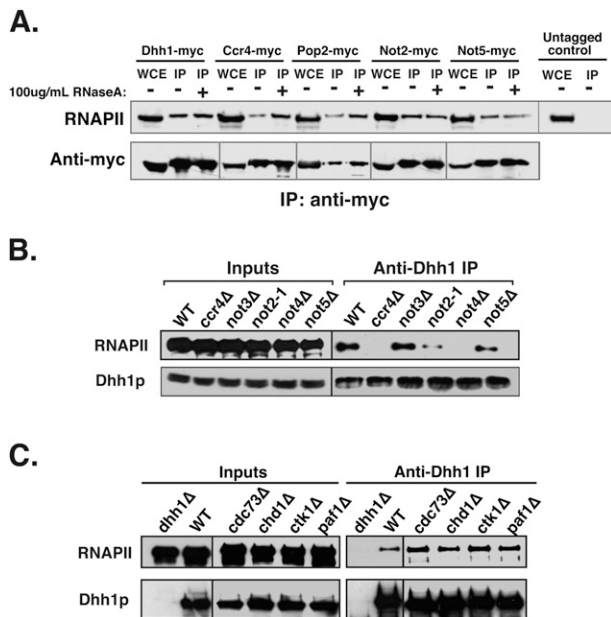 A.
Dhh1-myc Ccr4-myc Pop2-myc Not2-myc Not5-myc Untagged control
WCE IP IP WCE IP IP WCE IP IP WCE IP IP WCE IP IP WCE IP
100ug/mL RNaseA: - - + - - + - - + - - + - - + - -
RNAPII
Anti-myc
IP: anti-myc
B.
Inputs Anti-Dhh1 IP
WT ccr4Δ not3Δ not2-1 not4Δ not5Δ WT ccr4Δ not3Δ not2-1 not4Δ not5Δ
RNAPII
Dhh1p
C.
Inputs Anti-Dhh1 IP
dhh1Δ WT cdc73Δ chd1Δ ctk1Δ paf1Δ dhh1Δ WT cdc73Δ chd1Δ ctk1Δ paf1Δ
RNAPII
Dhh1p